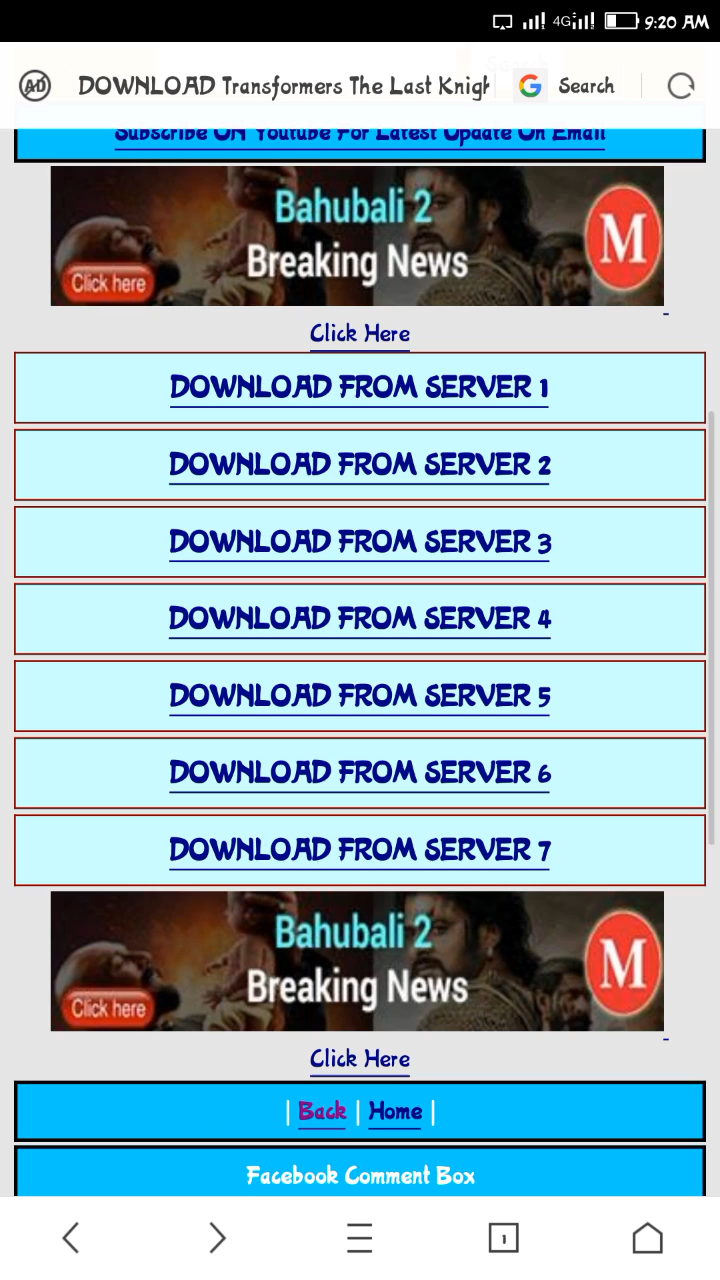 4G 9:20 AM
AD DOWNLOAD Transformers The Last Knigh Search
Subscribe ON Youtube For Latest Update On Email
Bahubali 2
Breaking News
M
Click here
Click Here
DOWNLOAD FROM SERVER 1
DOWNLOAD FROM SERVER 2
DOWNLOAD FROM SERVER 3
DOWNLOAD FROM SERVER 4
DOWNLOAD FROM SERVER 5
DOWNLOAD FROM SERVER 6
DOWNLOAD FROM SERVER 7
Bahubali 2
Breaking News
M
Click here
Click Here
| Back | Home |
Facebook Comment Box
1